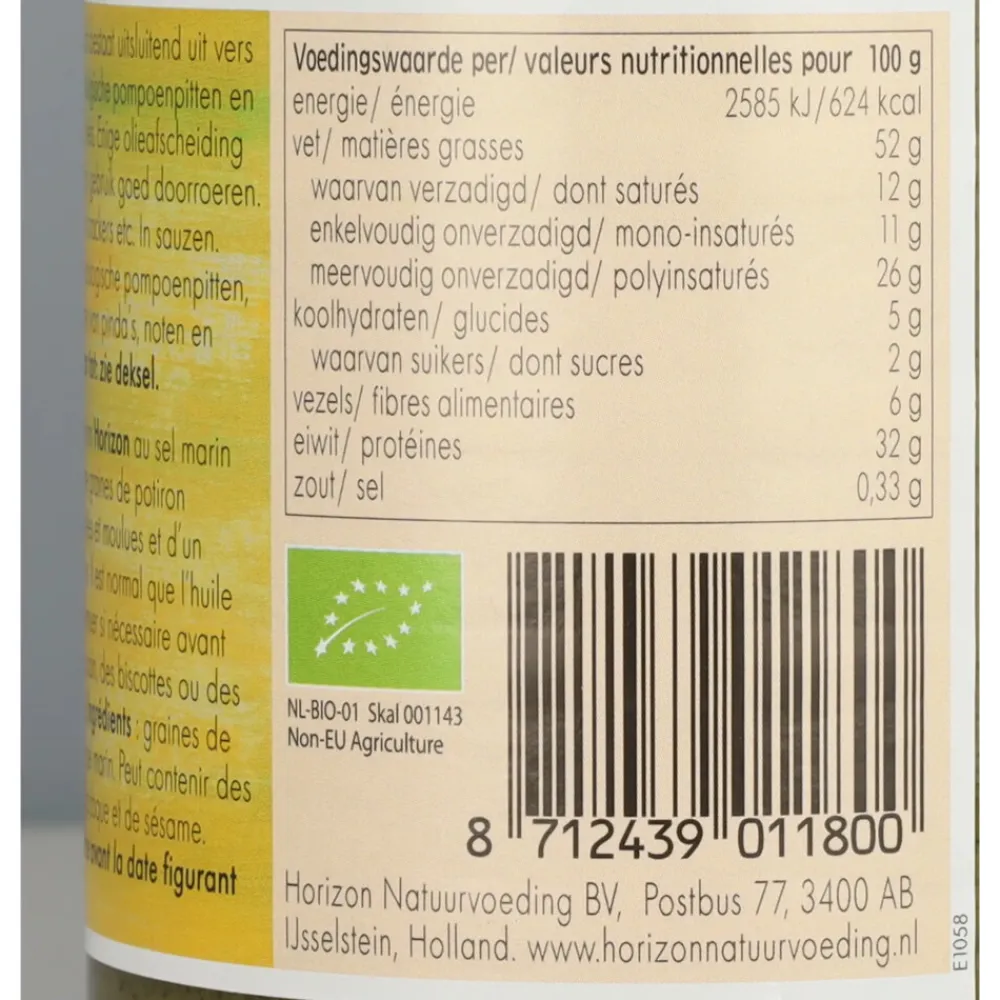 uitsluitend uit vers
pompoenpitten en
olieafscheiding
goed doorroeren.
etc. In sauzen.
pompoenpitten,
pinda's, noten en
zie deksel.
Horizon au sel marin
de potiron
et moulues et d'un
est normal que l'huile
si nécessaire avant
des biscottes ou des
ingrédients : graines de
marin. Peut contenir des
et de sésame.
avant la date figurant
Voedingswaarde per/ valeurs nutritionnelles pour 100 g
energie/ énergie 2585 kJ/624 kcal
vet/ matières grasses 52 g
waarvan verzadigd/ dont saturés 12 g
enkelvoudig onverzadigd/ mono-insaturés 11 g
meervoudig onverzadigd/ polyinsaturés 26 g
koolhydraten/ glucides 5 g
waarvan suikers/ dont sucres 2 g
vezels/ fibres alimentaires 6 g
eiwit/ protéines 32 g
zout/ sel 0,33 g
NL-BIO-01 Skal 001143
Non-EU Agriculture
8 712439 011800
Horizon Natuurvoeding BV, Postbus 77, 3400 AB
IJsselstein, Holland. www.horizonnatuurvoeding.nl
E1058